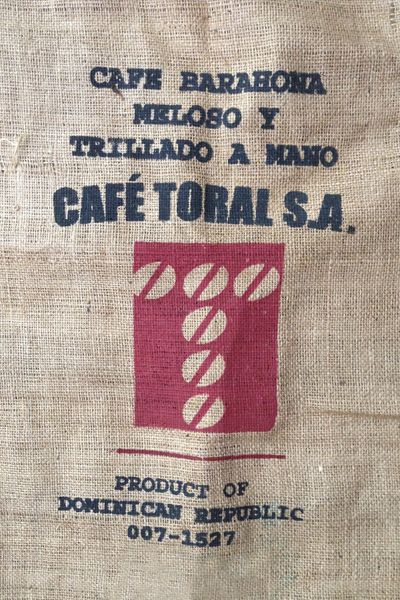 CAFE BARAHONA
MELOSO Y
TRILLADO A MANO
CAFÉ TORAL S.A.
PRODUCT OF
DOMINICAN REPUBLIC
007-1527